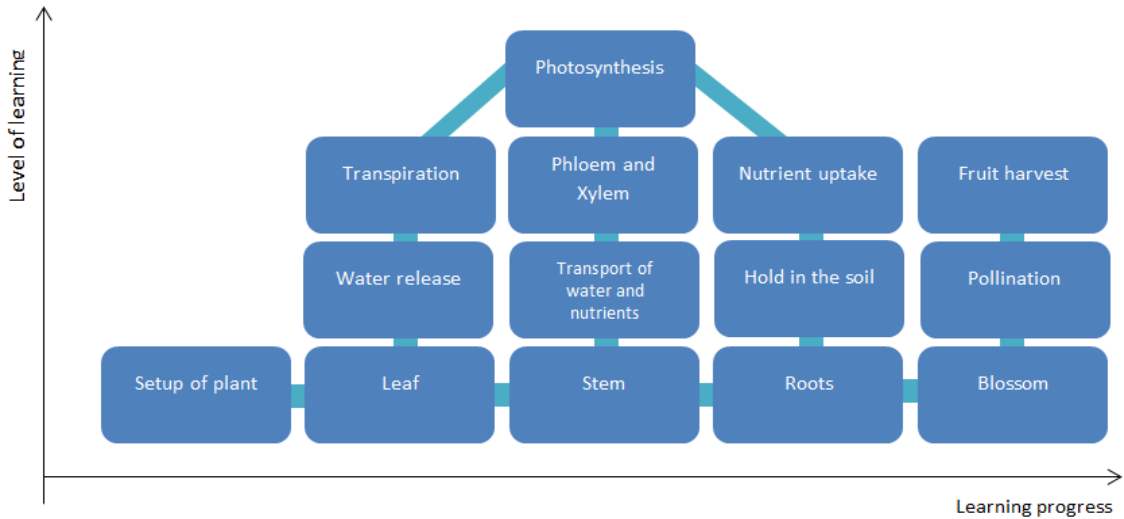 Level of learning
Photosynthesis
Transpiration
Phloem and
Xylem
Nutrient uptake
Fruit harvest
Water release
Transport of
water and
nutrients
Hold in the soil
Pollination
Setup of plant
Leaf
Stem
Roots
Blossom
Learning progress